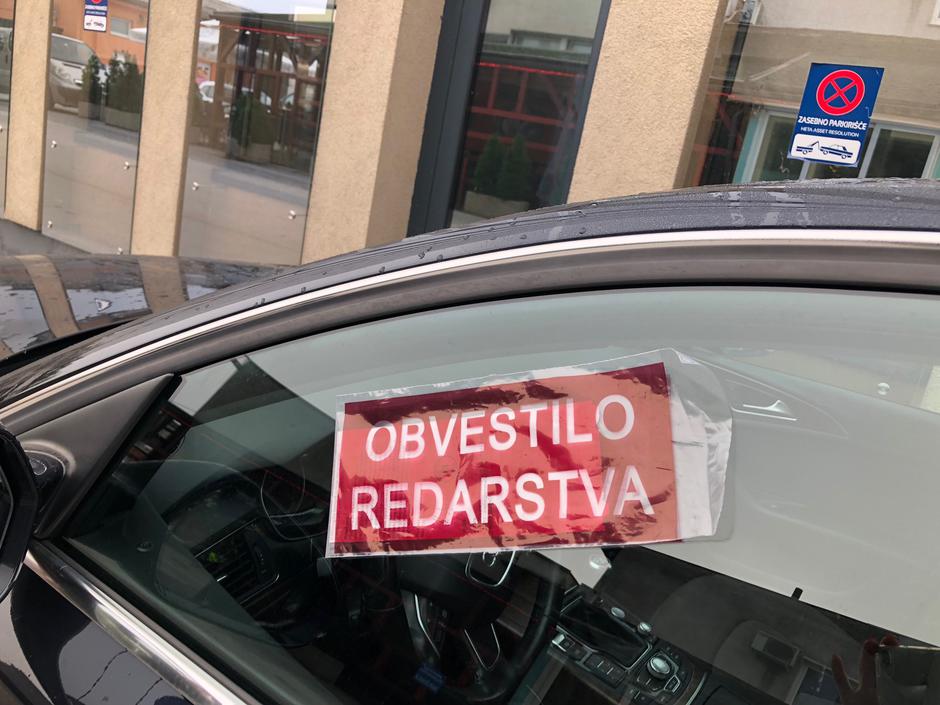 ZASEBNO PARKIRIŠČE
HETA ASSET RESOLUTION
OBVESTILO
REDARSTVA